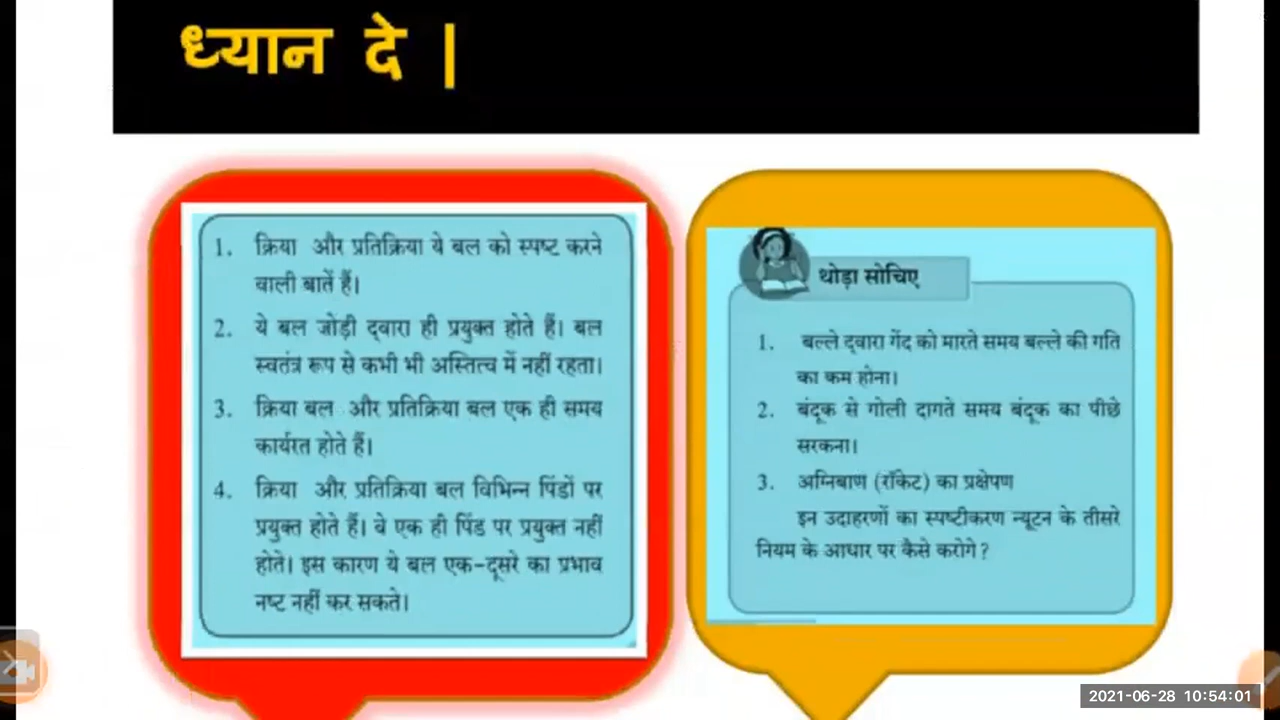 ध्यान दे |
1. क्रिया और प्रतिक्रिया ये बल को स्पष्ट करने
वाली बातें हैं।
2. ये बल जोड़ी द्वारा ही प्रयुक्त होते हैं। बल
स्वतंत्र रूप से कभी भी अस्तित्व में नहीं रहता।
3. क्रिया बल और प्रतिक्रिया बल एक ही समय
कार्यरत होते हैं।
4. क्रिया और प्रतिक्रिया बल विभिन्न पिंडों पर
प्रयुक्त होते हैं। वे एक ही पिंड पर प्रयुक्त नहीं
होते। इस कारण ये बल एक-दूसरे का प्रभाव
नष्ट नहीं कर सकते।
थोड़ा सोचिए
1. बल्ले द्वारा गेंद को मारते समय बल्ले की गति
का कम होना।
2. बंदूक से गोली दागते समय बंदूक का पीछे
सरकना।
3. अग्निबाण (रॉकेट) का प्रक्षेपण
इन उदाहरणों का स्पष्टीकरण न्यूटन के तीसरे
नियम के आधार पर कैसे करोगे?
2021-06-28 10:54:01